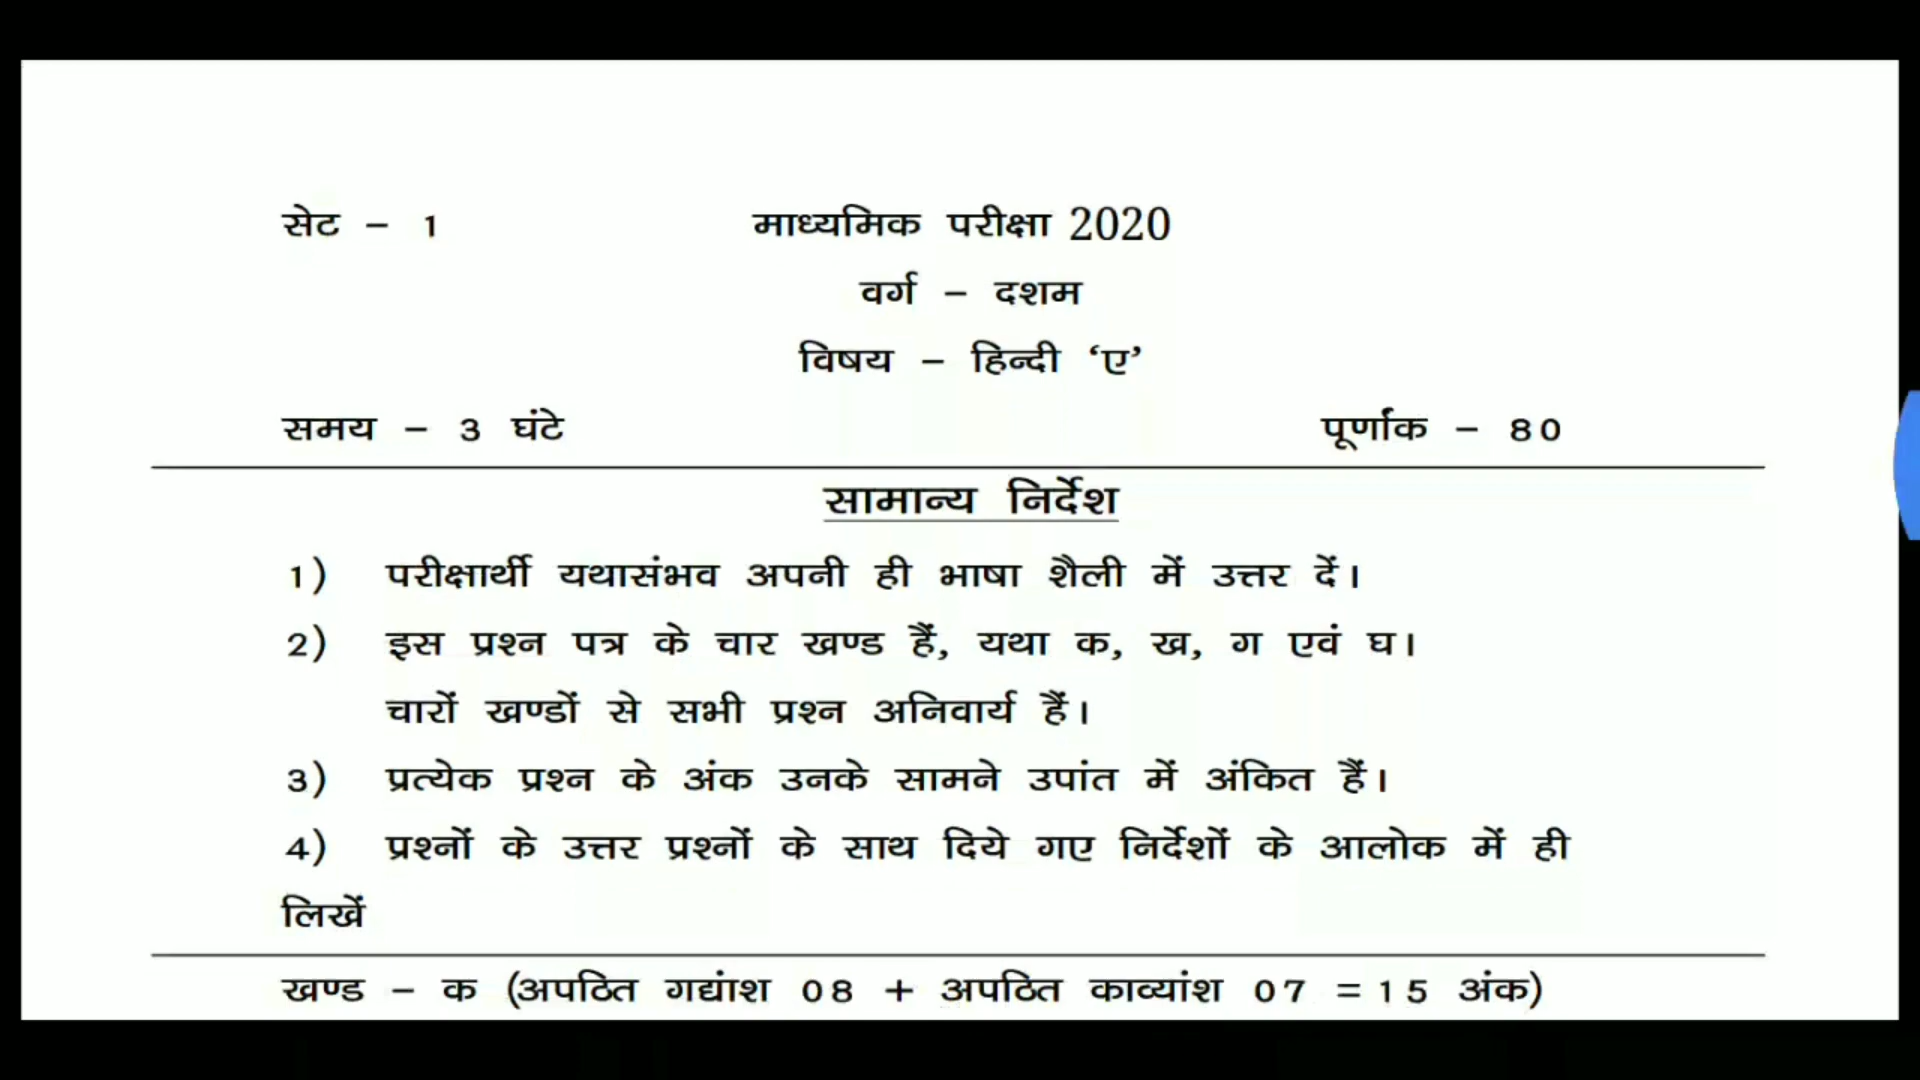 सेट – 1 माध्यमिक परीक्षा 2020
वर्ग – दशम
विषय – हिन्दी ‘ए’
समय – 3 घंटे पूर्णांक – 80
सामान्य निर्देश
1) परीक्षार्थी यथासंभव अपनी ही भाषा शैली में उत्तर दें।
2) इस प्रश्न पत्र के चार खण्ड हैं, यथा क, ख, ग एवं घ।
चारों खण्डों से सभी प्रश्न अनिवार्य हैं।
3) प्रत्येक प्रश्न के अंक उनके सामने उपांत में अंकित हैं।
4) प्रश्नों के उत्तर प्रश्नों के साथ दिये गए निर्देशों के आलोक में ही
लिखें
खण्ड – क (अपठित गद्यांश 08 + अपठित काव्यांश 07 = 15 अंक)